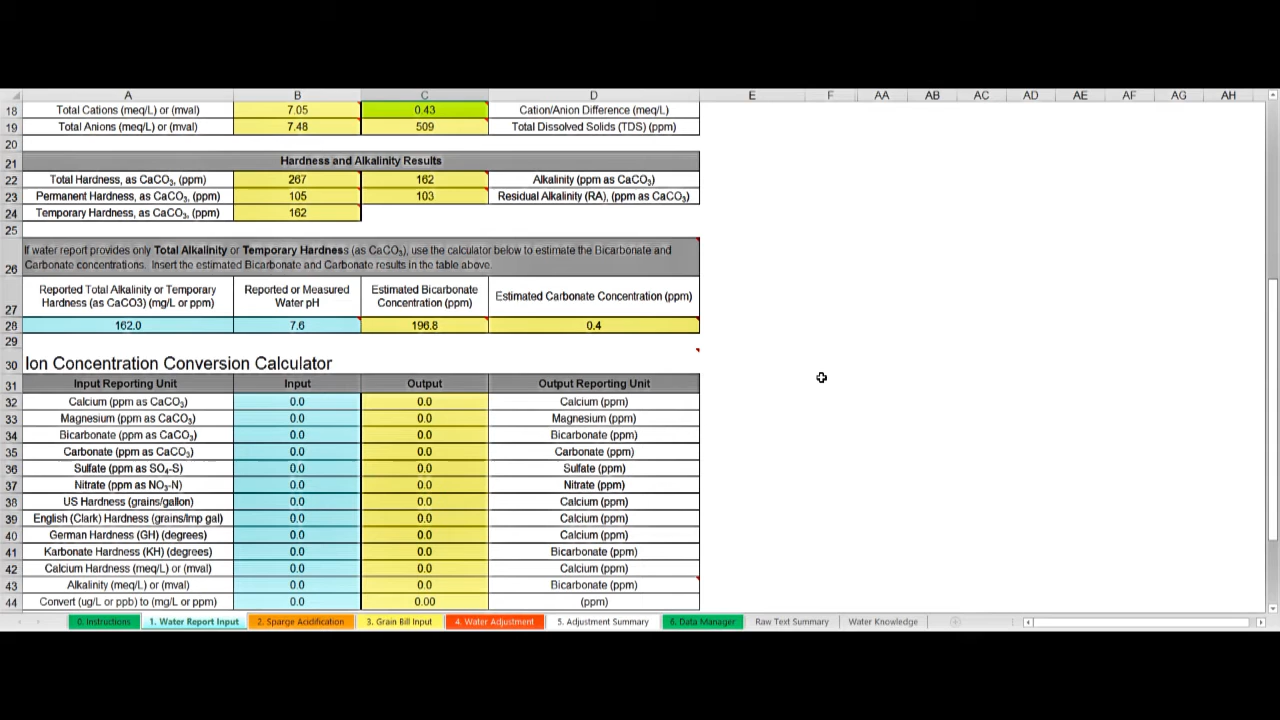 A B C D E F AA AB AC AD AE AF AG AH
18 Total Cations (meq/L) or (mval) 7.05 0.43 Cation/Anion Difference (meq/L)
19 Total Anions (meq/L) or (mval) 7.48 509 Total Dissolved Solids (TDS) (ppm)
20
21 Hardness and Alkalinity Results
22 Total Hardness, as CaCO₃, (ppm) 267 162 Alkalinity (ppm as CaCO₃)
23 Permanent Hardness, as CaCO₃, (ppm) 105 103 Residual Alkalinity (RA), (ppm as CaCO₃)
24 Temporary Hardness, as CaCO₃, (ppm) 162
25
If water report provides only Total Alkalinity or Temporary Hardness (as CaCO₃), use the calculator below to estimate the Bicarbonate and
26 Carbonate concentrations. Insert the estimated Bicarbonate and Carbonate results in the table above.
Reported Total Alkalinity or Temporary Reported or Measured Estimated Bicarbonate Estimated Carbonate Concentration (ppm)
27 Hardness (as CaCO3) (mg/L or ppm) Water pH Concentration (ppm)
28 162.0 7.6 196.8 0.4
29
30 Ion Concentration Conversion Calculator
31 Input Reporting Unit Input Output Output Reporting Unit
32 Calcium (ppm as CaCO₃) 0.0 0.0 Calcium (ppm)
33 Magnesium (ppm as CaCO₃) 0.0 0.0 Magnesium (ppm)
34 Bicarbonate (ppm as CaCO₃) 0.0 0.0 Bicarbonate (ppm)
35 Carbonate (ppm as CaCO₃) 0.0 0.0 Carbonate (ppm)
36 Sulfate (ppm as SO₄-S) 0.0 0.0 Sulfate (ppm)
37 Nitrate (ppm as NO₃-N) 0.0 0.0 Nitrate (ppm)
38 US Hardness (grains/gallon) 0.0 0.0 Calcium (ppm)
39 English (Clark) Hardness (grains/Imp gal) 0.0 0.0 Calcium (ppm)
40 German Hardness (GH) (degrees) 0.0 0.0 Calcium (ppm)
41 Karbonate Hardness (KH) (degrees) 0.0 0.0 Bicarbonate (ppm)
42 Calcium Hardness (meq/L) or (mval) 0.0 0.0 Calcium (ppm)
43 Alkalinity (meq/L) or (mval) 0.0 0.0 Bicarbonate (ppm)
44 Convert (ug/L or ppb) to (mg/L or ppm) 0.0 0.00 (ppm)
0. Instructions 1. Water Report Input 2. Sparge Acidification 3. Grain Bill Input 4. Water Adjustment 5. Adjustment Summary 6. Data Manager Raw Text Summary Water Knowledge